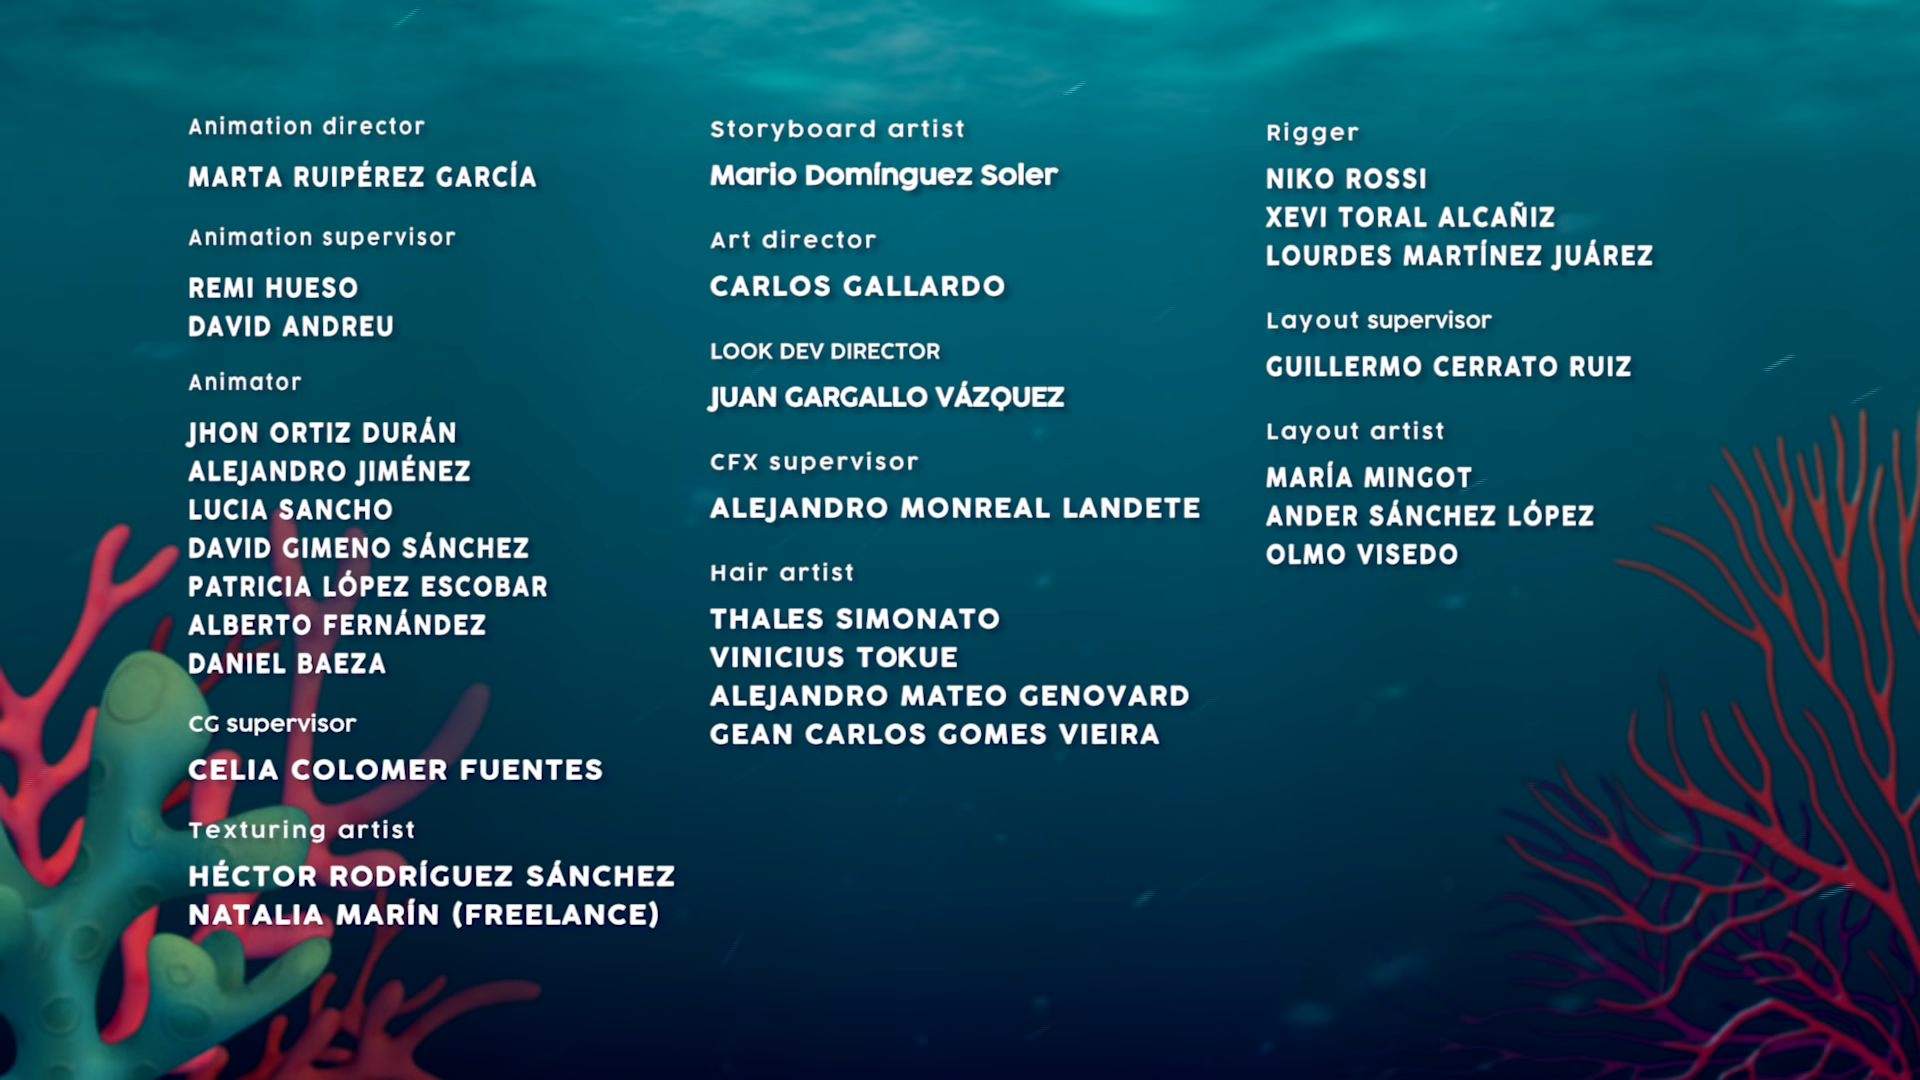 Animation director
MARTA RUIPÉREZ GARCÍA
Animation supervisor
REMI HUESO
DAVID ANDREU
Animator
JHON ORTIZ DURÁN
ALEJANDRO JIMÉNEZ
LUCIA SANCHO
DAVID GIMENO SÁNCHEZ
PATRICIA LÓPEZ ESCOBAR
ALBERTO FERNÁNDEZ
DANIEL BAEZA
CG supervisor
CELIA COLOMER FUENTES
Texturing artist
HÉCTOR RODRÍGUEZ SÁNCHEZ
NATALIA MARÍN (FREELANCE)
Storyboard artist
Mario Domínguez Soler
Art director
CARLOS GALLARDO
LOOK DEV DIRECTOR
JUAN GARGALLO VÁZQUEZ
CFX supervisor
ALEJANDRO MONREAL LANDETE
Hair artist
THALES SIMONATO
VINICIUS TOKUE
ALEJANDRO MATEO GENOVARD
GEAN CARLOS GOMES VIEIRA
Rigger
NIKO ROSSI
XEVI TORAL ALCAÑIZ
LOURDES MARTÍNEZ JUÁREZ
Layout supervisor
GUILLERMO CERRATO RUIZ
Layout artist
MARÍA MINGOT
ANDER SÁNCHEZ LÓPEZ
OLMO VISEDO